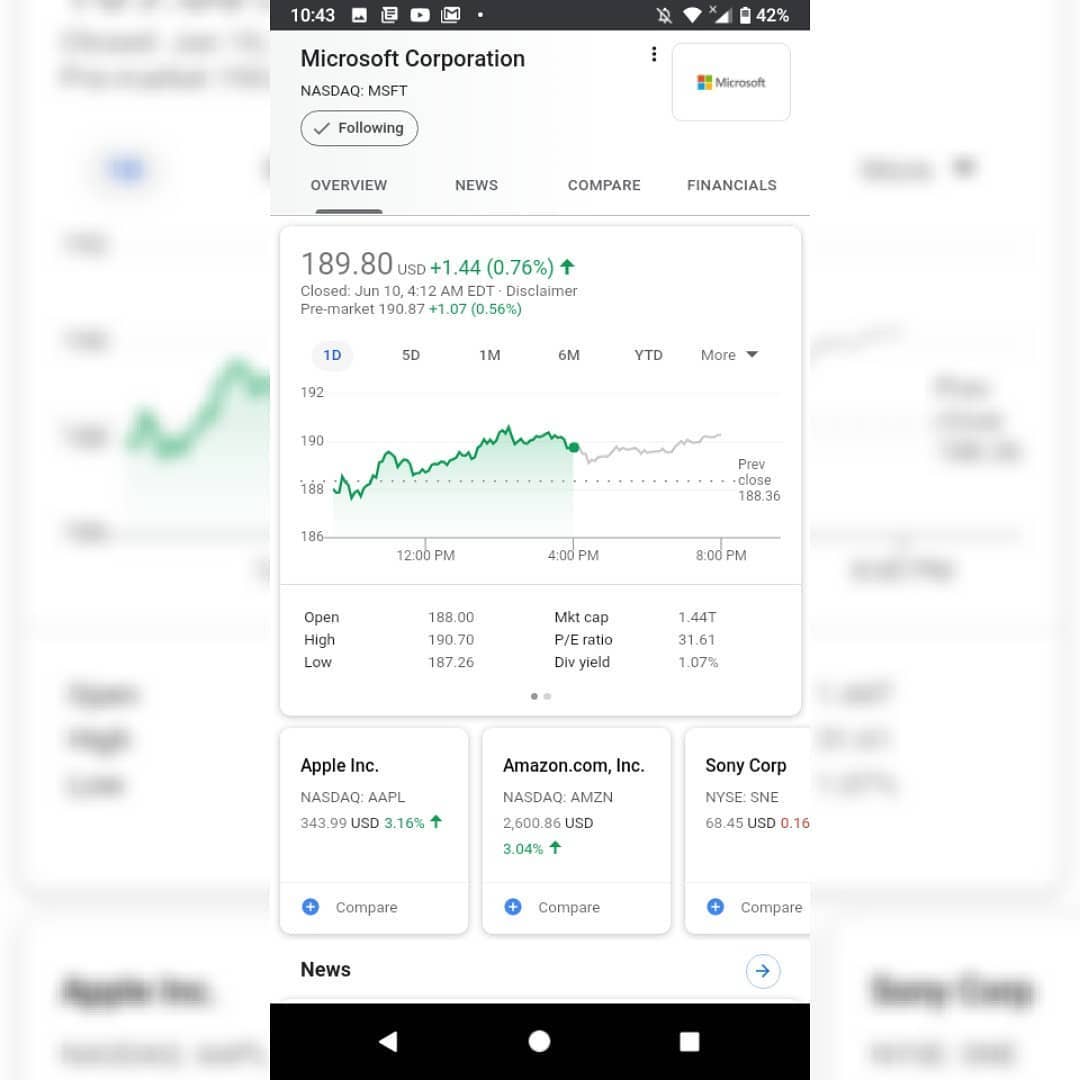 10:43
42%
Microsoft Corporation
NASDAQ: MSFT
Following
Microsoft
OVERVIEW NEWS COMPARE FINANCIALS
189.80 USD +1.44 (0.76%)
Closed: Jun 10, 4:12 AM EDT · Disclaimer
Pre-market 190.87 +1.07 (0.56%)
1D 5D 1M 6M YTD More
192
190
188
186
Prev
close
188.36
12:00 PM 4:00 PM 8:00 PM
Open 188.00 Mkt cap 1.44T
High 190.70 P/E ratio 31.61
Low 187.26 Div yield 1.07%
Apple Inc.
NASDAQ: AAPL
343.99 USD 3.16%
Compare
Amazon.com, Inc.
NASDAQ: AMZN
2,600.86 USD
3.04%
Compare
Sony Corp
NYSE: SNE
68.45 USD 0.16
Compare
News